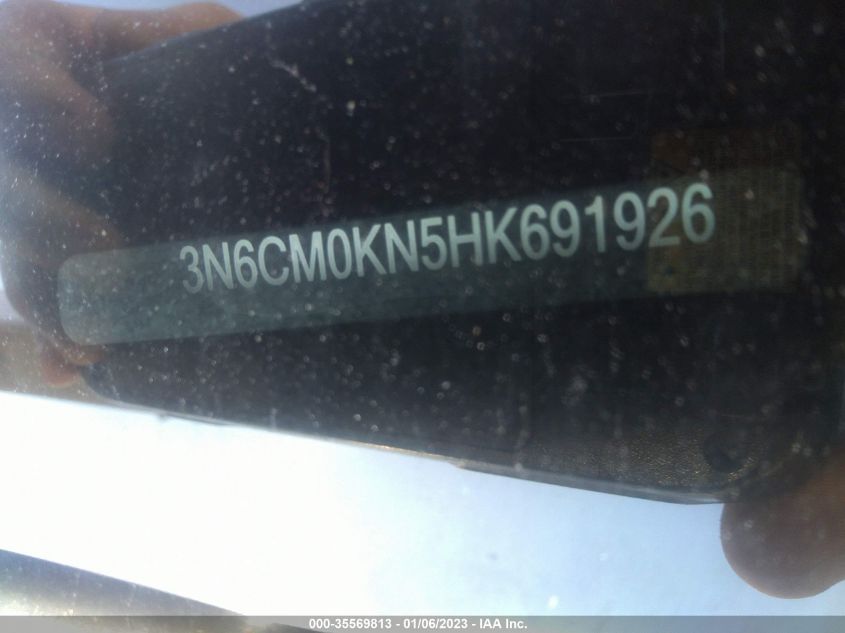 3N6CM0KN5HK691926
000-35569813 - 01/06/2023 - IAA Inc.